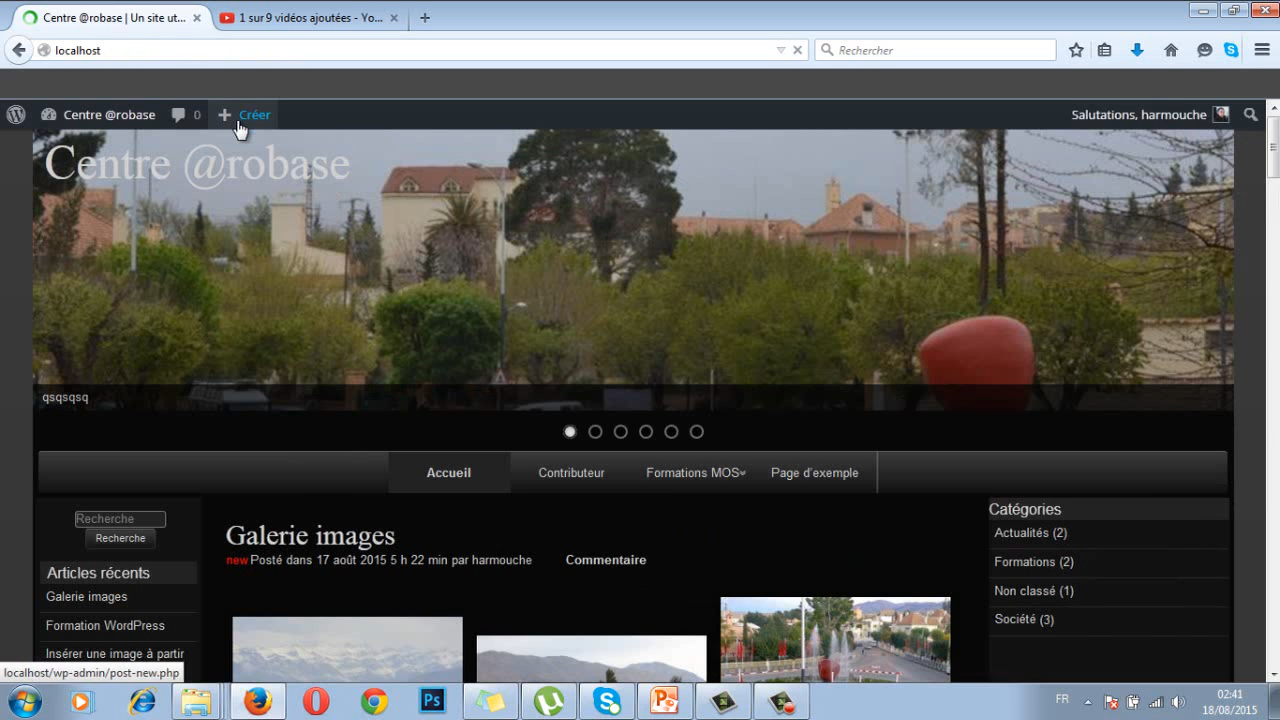 Centre @robase | Un site ut...
1 sur 9 vidéos ajoutées - Yo...
localhost
Rechercher
Centre @robase
0
Créer
Salutations, harmouche
Centre @robase
qsqsqsq
Accueil
Contributeur
Formations MOS
Page d'exemple
Recherche
Recherche
Articles récents
Galerie images
Formation WordPress
Insérer une image à partir
Galerie images
new Posté dans 17 août 2015 5 h 22 min par harmouche
Commentaire
Catégories
Actualités (2)
Formations (2)
Non classé (1)
Société (3)
localhost/wp-admin/post-new.php
Ps
FR
02:41
18/08/2015